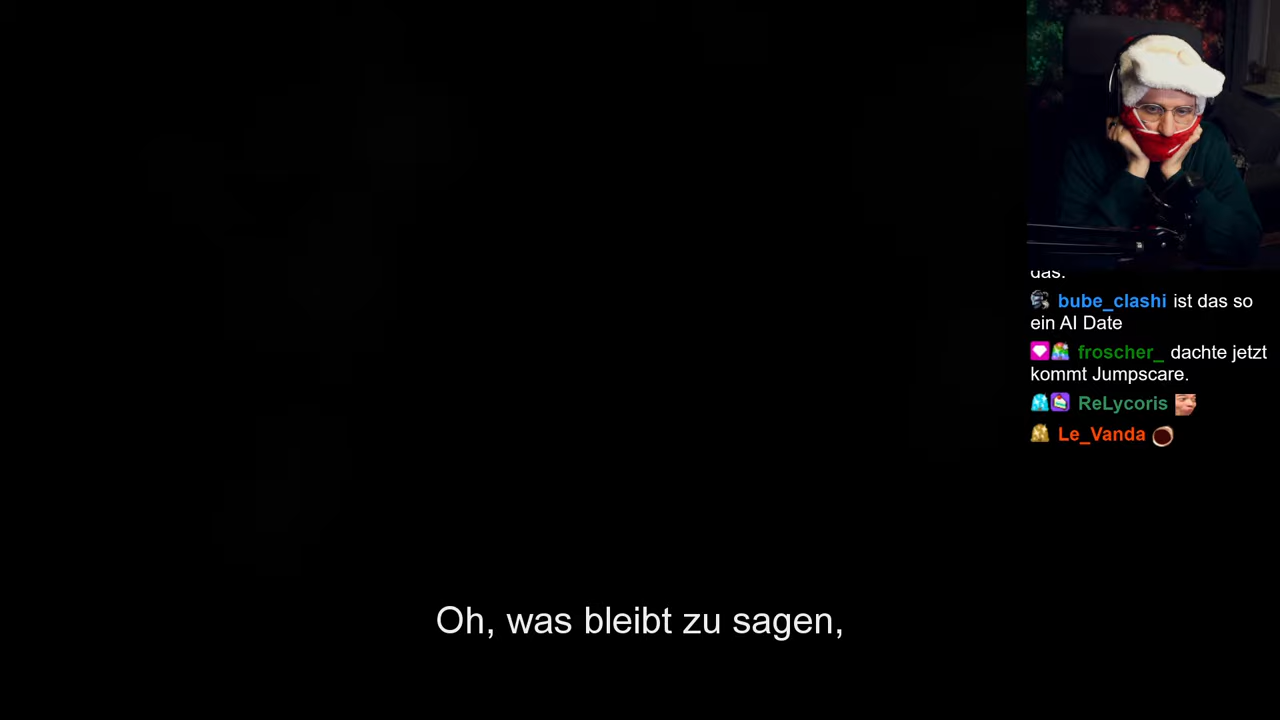 das.
bube_clashi ist das so
ein AI Date
froscher_ dachte jetzt
kommt Jumpscare.
ReLycoris
Le_Vanda
Oh, was bleibt zu sagen,